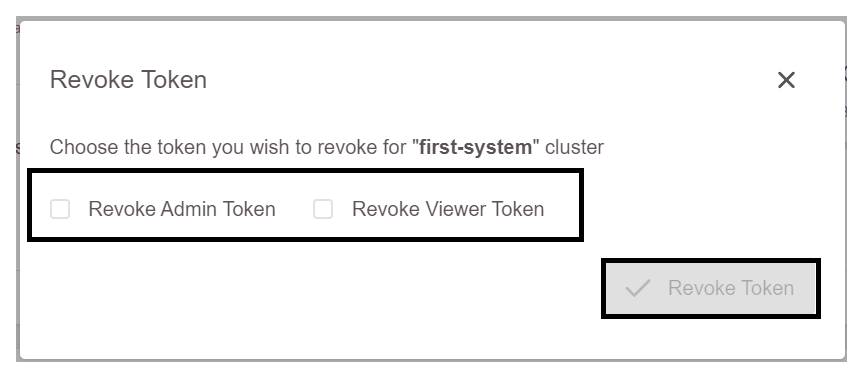 Revoke Token
Choose the token you wish to revoke for "first-system" cluster
Revoke Admin Token Revoke Viewer Token
Revoke Token